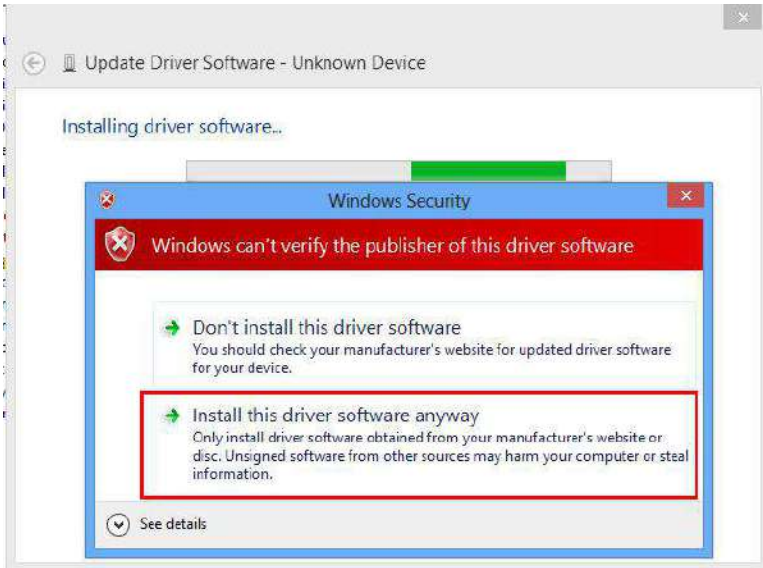 Update Driver Software - Unknown Device
Installing driver software...
Windows Security
Windows can't verify the publisher of this driver software
Don't install this driver software
You should check your manufacturer's website for updated driver software
for your device.
Install this driver software anyway
Only install driver software obtained from your manufacturer's website or
disc. Unsigned software from other sources may harm your computer or steal
information.
See details